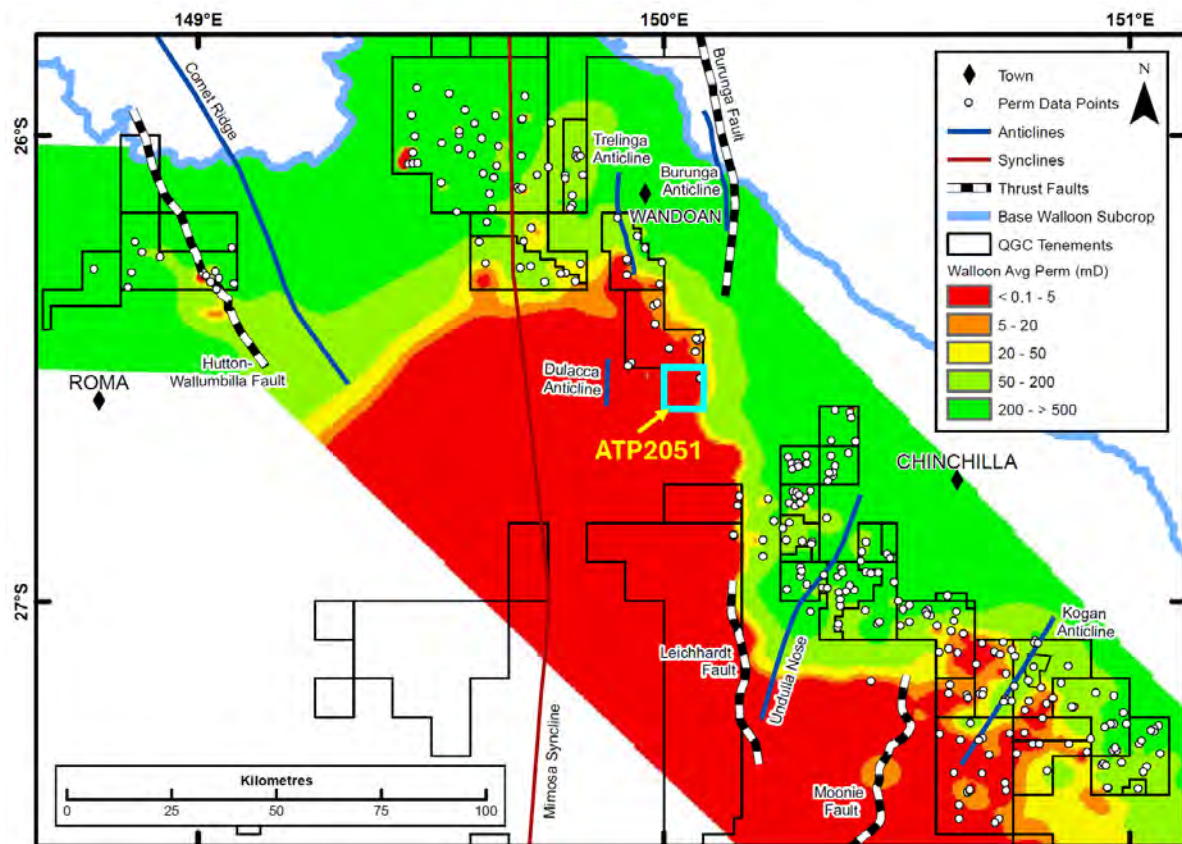 149°E
150°E
151°E
26°S
27°S
Comet Ridge
Burunga Fault
Trelinga
Anticline
Burunga
Anticline
WANDOAN
Hutton-
Wallumbilla Fault
ROMA
Dulacca
Anticline
ATP2051
CHINCHILLA
Kogan
Anticline
Leichhardt
Fault
Undulla Nose
Mimosa Syncline
Moonie
Fault
Town
N
Perm Data Points
Anticlines
Synclines
Thrust Faults
Base Walloon Subcrop
QGC Tenements
Walloon Avg Perm (mD)
< 0.1 - 5
5 - 20
20 - 50
50 - 200
200 - > 500
Kilometres
0 25 50 75 100